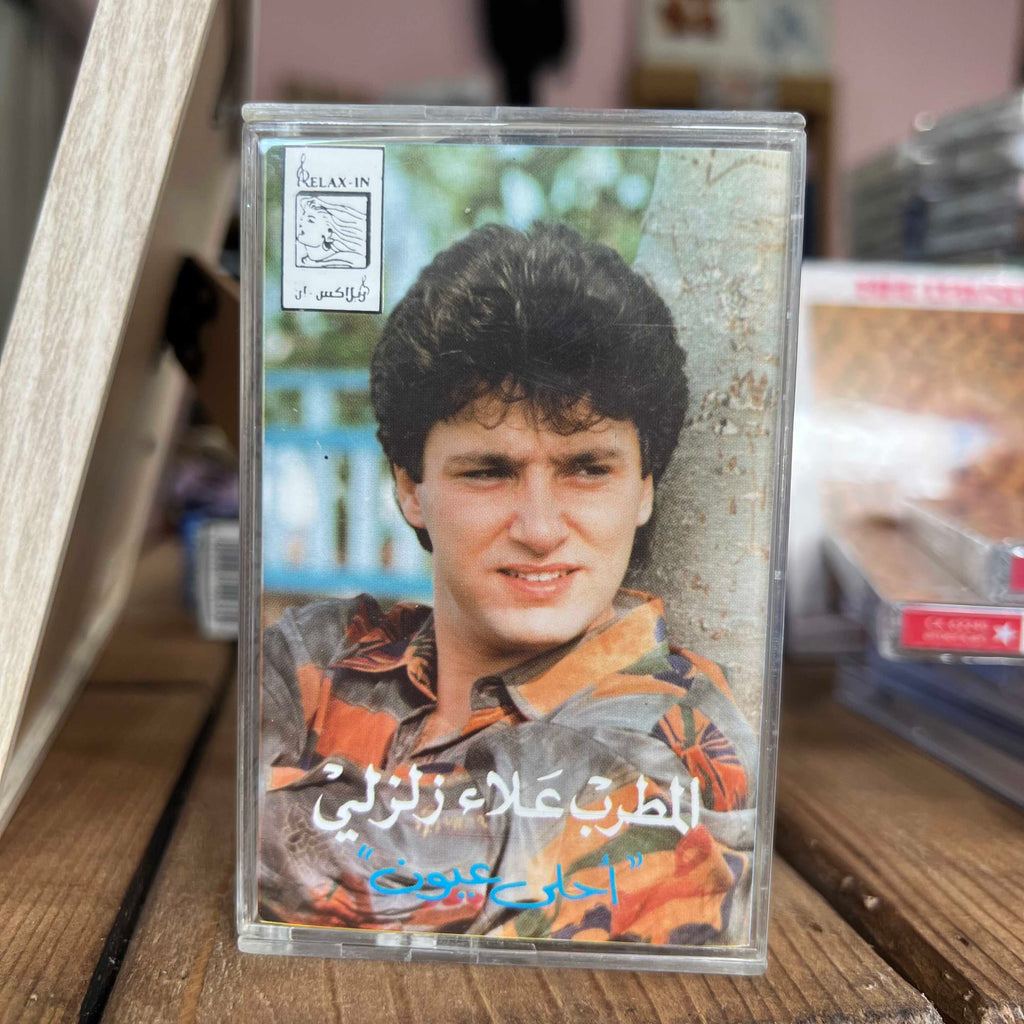 RELAX-IN
ريلاكس-ان
المطرب علاء زلزلي
"أحلى عيون"